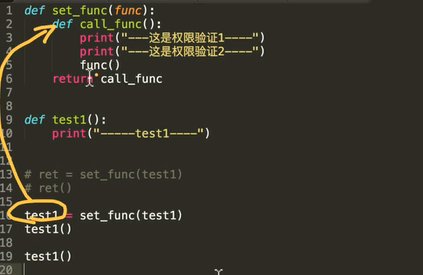 1 def set_func(func):
2 def call_func():
3 print("---这是权限验证1----")
4 print("---这是权限验证2----")
5 func()
6 return call_func
7
8
9 def test1():
10 print("-----test1----")
11
12
13 # ret = set_func(test1)
14 # ret()
15
16 test1 = set_func(test1)
17 test1()
18
19 test1()
20